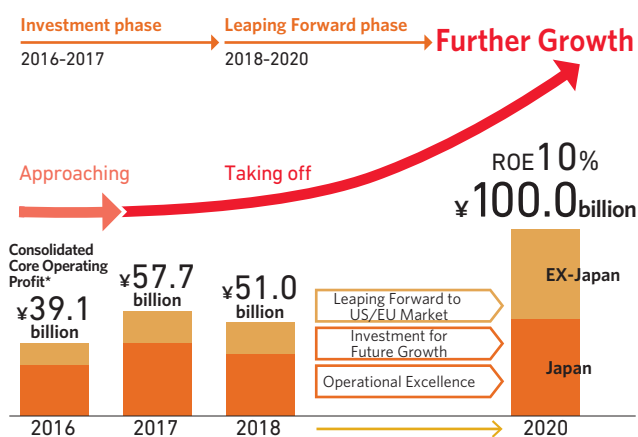 Investment phase
2016-2017
Leaping Forward phase
2018-2020
Further Growth
Approaching
Taking off
ROE10%
¥100.0billion
Consolidated
Core Operating
Profit*
¥39.1
billion
¥57.7
billion
¥51.0
billion
Leaping Forward to
US/EU Market
Investment for
Future Growth
Operational Excellence
EX-Japan
Japan
2016
2017
2018
2020